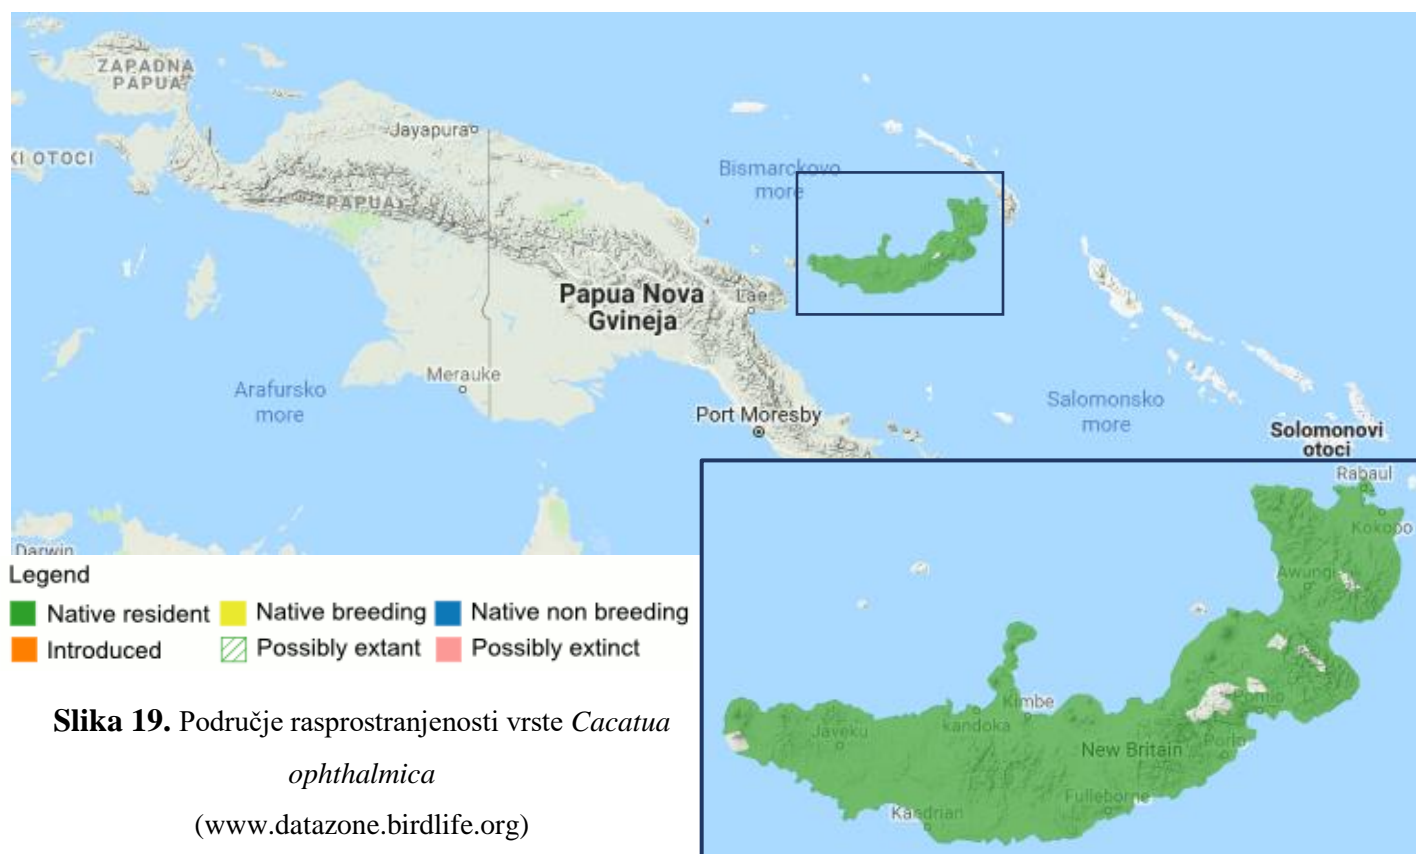 ZAPADNA
PAPUA
KI OTOCI
Jayapura
PAPUA
Bismarckovo
more
Papua Nova
Gvineja
Lae
Merauke
Arafursko
more
Port Moresby
Salomonsko
more
Solomonovi
otoci
Darwin
Rabaul
Kokopo
Awungi
Kimbe
Pomio
kandoka
Javeku
New Britain
Poria
Fulleborne
Kandrian
Legend
Native resident
Native breeding
Native non breeding
Introduced
Possibly extant
Possibly extinct
Slika 19. Područje rasprostranjenosti vrste Cacatua
ophthalmica
(www.datazone.birdlife.org)